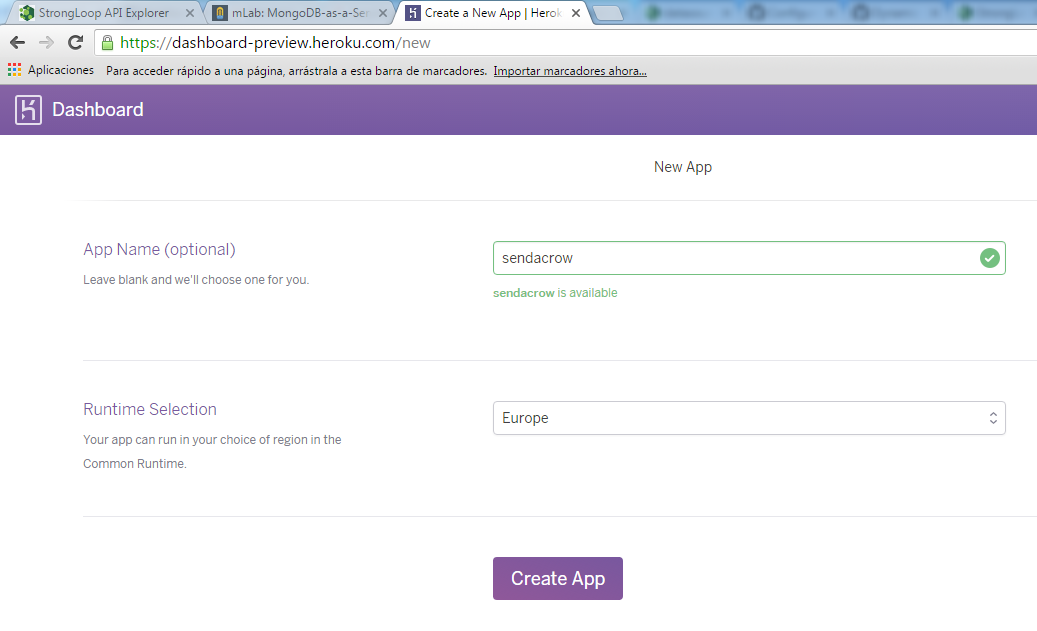 StrongLoop API Explorer
mLab: MongoDB-as-a-Ser
Create a New App | Herok
https://dashboard-preview.heroku.com/new
Aplicaciones Para acceder rápido a una página, arrástrala a esta barra de marcadores. Importar marcadores ahora...
Dashboard
New App
App Name (optional)
Leave blank and we'll choose one for you.
sendacrow
sendacrow is available
Runtime Selection
Your app can run in your choice of region in the
Common Runtime.
Europe
Create App